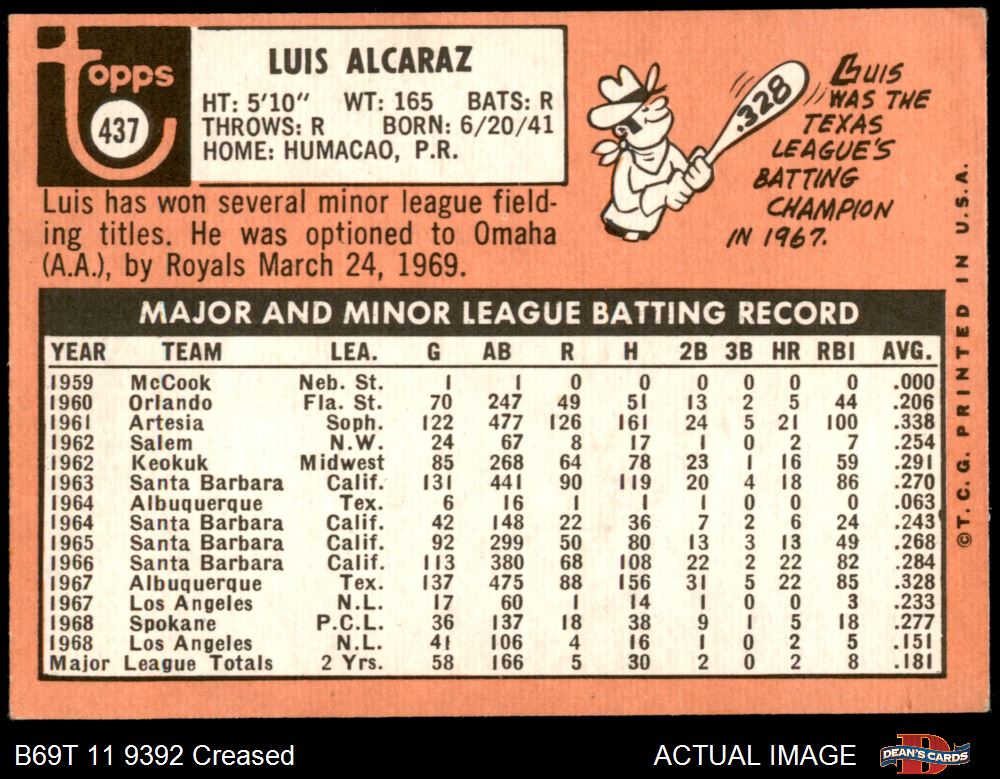 topps
437
LUIS ALCARAZ
HT: 5'10" WT: 165 BATS: R
THROWS: R BORN: 6/20/41
HOME: HUMACAO, P.R.
Luis has won several minor league field-
ing titles. He was optioned to Omaha
(A.A.), by Royals March 24, 1969.
.328
LUIS
WAS THE
TEXAS
LEAGUE'S
BATTING
CHAMPION
IN 1967.
MAJOR AND MINOR LEAGUE BATTING RECORD
YEAR TEAM LEA. G AB R H 2B 3B HR RBI AVG.
1959 McCook Neb. St. 1 1 0 0 0 0 0 0 .000
1960 Orlando Fla. St. 70 247 49 51 13 2 5 44 .206
1961 Artesia Soph. 122 477 126 161 24 5 21 100 .338
1962 Salem N.W. 24 67 8 17 1 0 2 7 .254
1962 Keokuk Midwest 85 268 64 78 23 1 16 59 .291
1963 Santa Barbara Calif. 131 441 90 119 20 4 18 86 .270
1964 Albuquerque Tex. 6 16 1 1 1 0 0 0 .063
1964 Santa Barbara Calif. 42 148 22 36 7 2 6 24 .243
1965 Santa Barbara Calif. 92 299 50 80 13 3 13 49 .268
1966 Santa Barbara Calif. 113 380 68 108 22 2 22 82 .284
1967 Albuquerque Tex. 137 475 88 156 31 5 22 85 .328
1967 Los Angeles N.L. 17 60 1 14 1 0 0 3 .233
1968 Spokane P.C.L. 36 137 18 38 9 1 5 18 .277
1968 Los Angeles N.L. 41 106 4 16 1 0 2 5 .151
Major League Totals 2 Yrs. 58 166 5 30 2 0 2 8 .181
©T. C. G. PRINTED IN U.S.A.
B69T 11 9392 Creased
ACTUAL IMAGE
DEAN'S CARDS